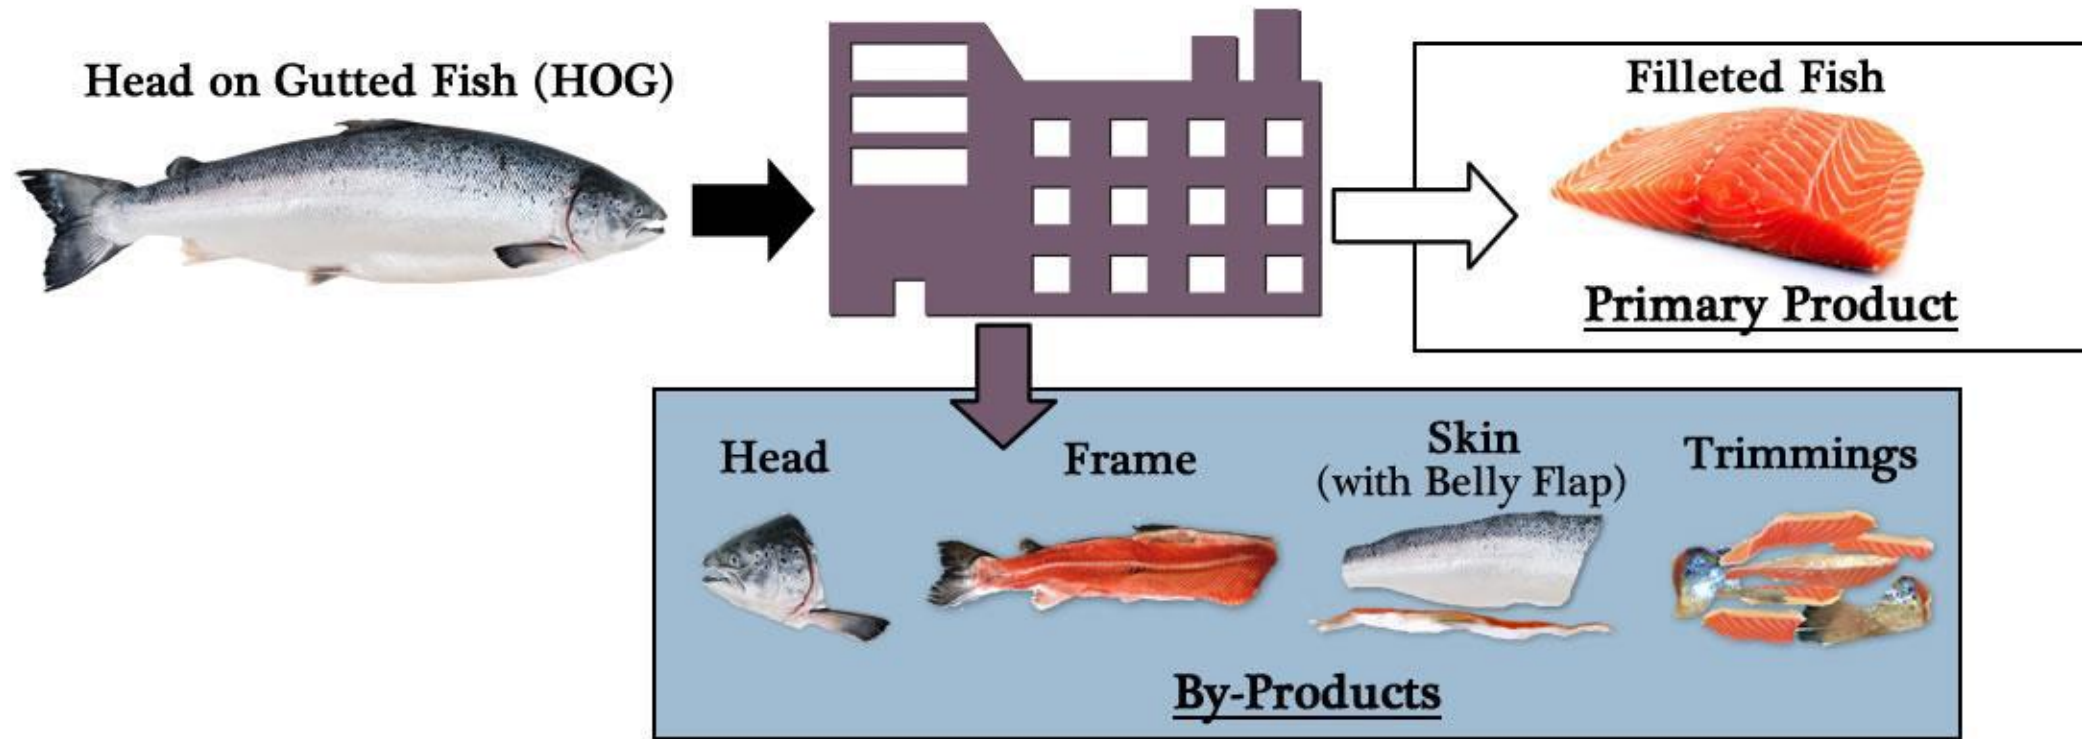 Head on Gutted Fish (HOG)
Filleted Fish
Primary Product
Head
Frame
Skin
(with Belly Flap)
Trimmings
By-Products